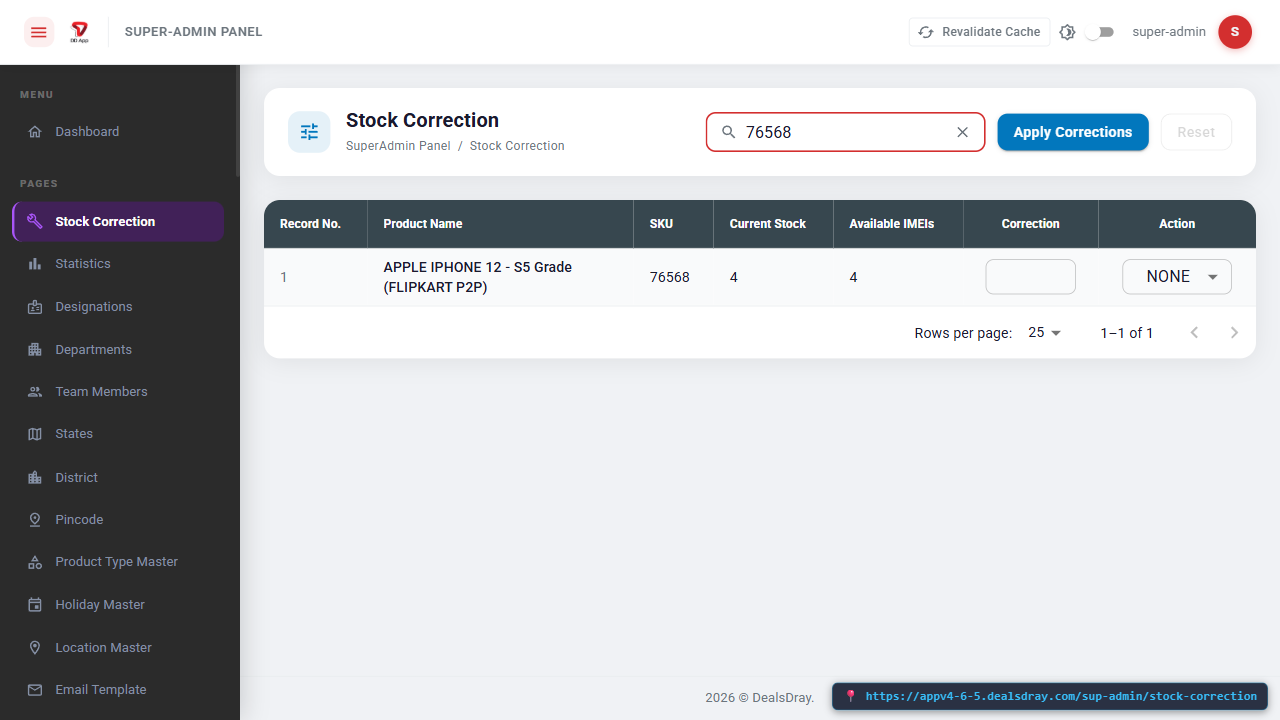 DD App
SUPER-ADMIN PANEL
Revalidate Cache
super-admin
S
MENU
Dashboard
PAGES
Stock Correction
Statistics
Designations
Departments
Team Members
States
District
Pincode
Product Type Master
Holiday Master
Location Master
Email Template
Stock Correction
SuperAdmin Panel / Stock Correction
76568
Apply Corrections
Reset
Record No. Product Name SKU Current Stock Available IMEIs Correction Action
1 APPLE IPHONE 12 - S5 Grade (FLIPKART P2P) 76568 4 4 NONE
Rows per page: 25 1–1 of 1
2026 © DealsDray.
https://appv4-6-5.dealsdray.com/sup-admin/stock-correction